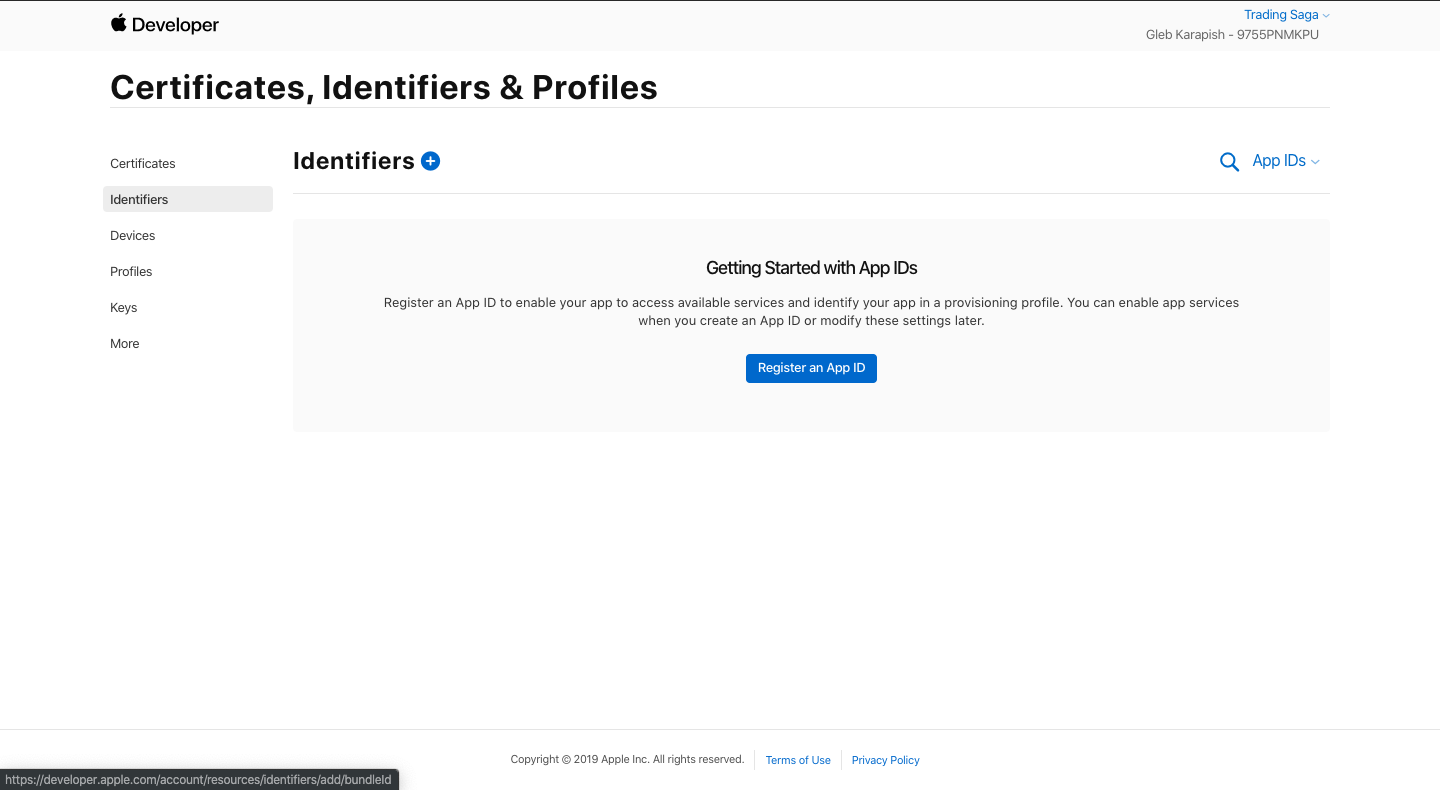 Developer
Trading Saga
Gleb Karapish - 9755PNMKPU
Certificates, Identifiers & Profiles
Certificates
Identifiers
Devices
Profiles
Keys
More
Identifiers
App IDs
Getting Started with App IDs
Register an App ID to enable your app to access available services and identify your app in a provisioning profile. You can enable app services
when you create an App ID or modify these settings later.
Register an App ID
Copyright © 2019 Apple Inc. All rights reserved.
Terms of Use
Privacy Policy
https://developer.apple.com/account/resources/identifiers/add/bundleId